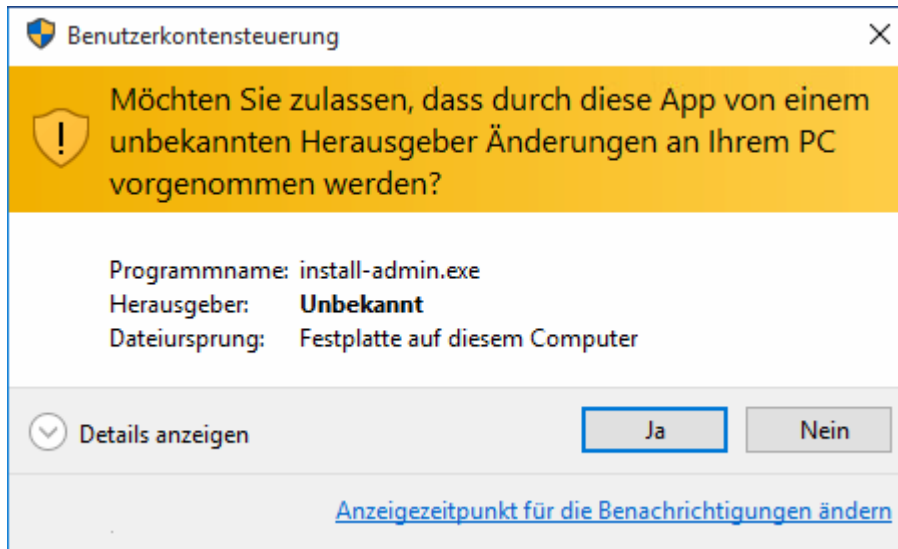 Benutzerkontensteuerung
Möchten Sie zulassen, dass durch diese App von einem
unbekannten Herausgeber Änderungen an Ihrem PC
vorgenommen werden?
Programmname: install-admin.exe
Herausgeber: Unbekannt
Dateiursprung: Festplatte auf diesem Computer
Details anzeigen
Ja
Nein
Anzeigezeitpunkt für die Benachrichtigungen ändern